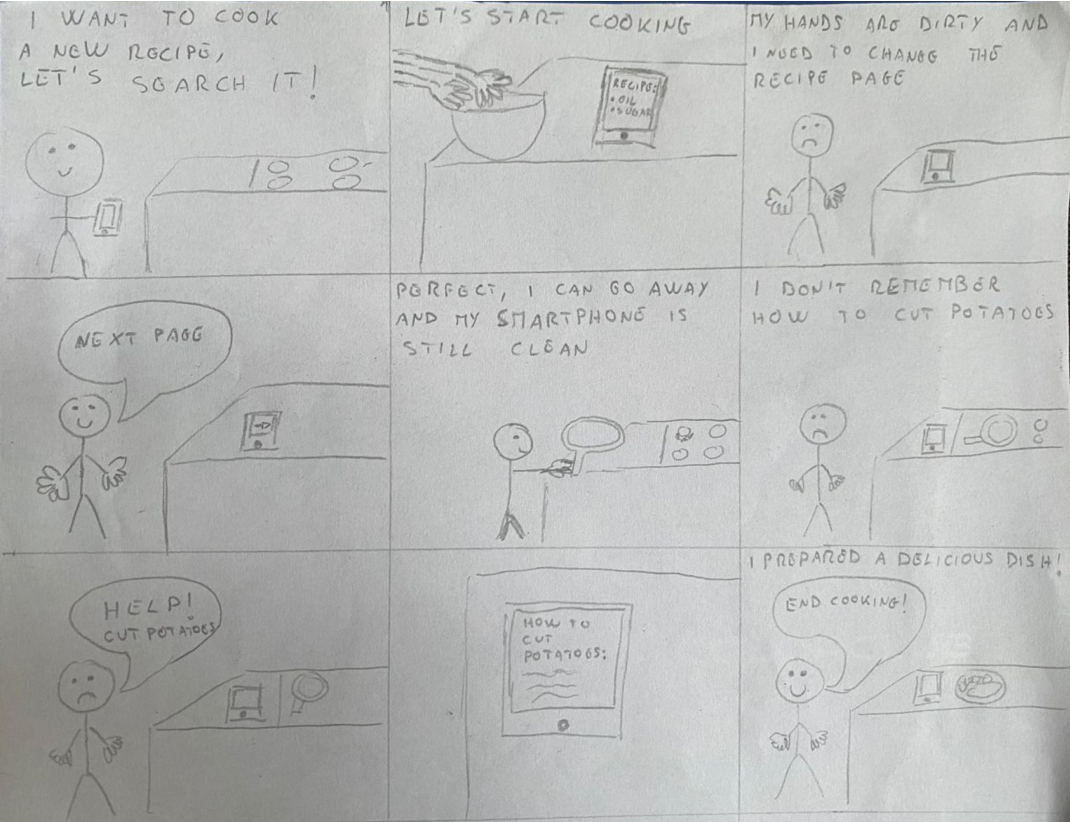 I WANT TO COOK
A NEW RECIPE,
LET'S SEARCH IT!
LET'S START COOKING
RECIPE:
• OIL
• SUGAR
MY HANDS ARE DIRTY AND
I NEED TO CHANGE THE
RECIPE PAGE
NEXT PAGE
PERFECT, I CAN GO AWAY
AND MY SMARTPHONE IS
STILL CLEAN
I DON'T REMEMBER
HOW TO CUT POTATOES
HELP!
CUT POTATOES
HOW TO
CUT
POTATOES:
I PREPARED A DELICIOUS DISH!
END COOKING!